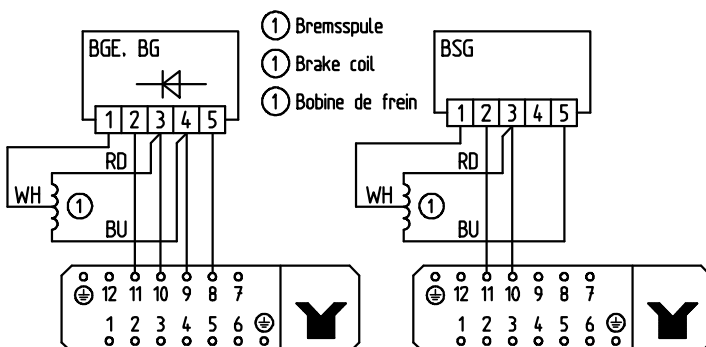 BGE, BG
1 2 3 4 5
RD
WH
1
BU
12 11 10 9 8 7
1 2 3 4 5 6
1 Bremsspule
1 Brake coil
1 Bobine de frein
BSG
1 2 3 4 5
RD
WH
1
BU
12 11 10 9 8 7
1 2 3 4 5 6